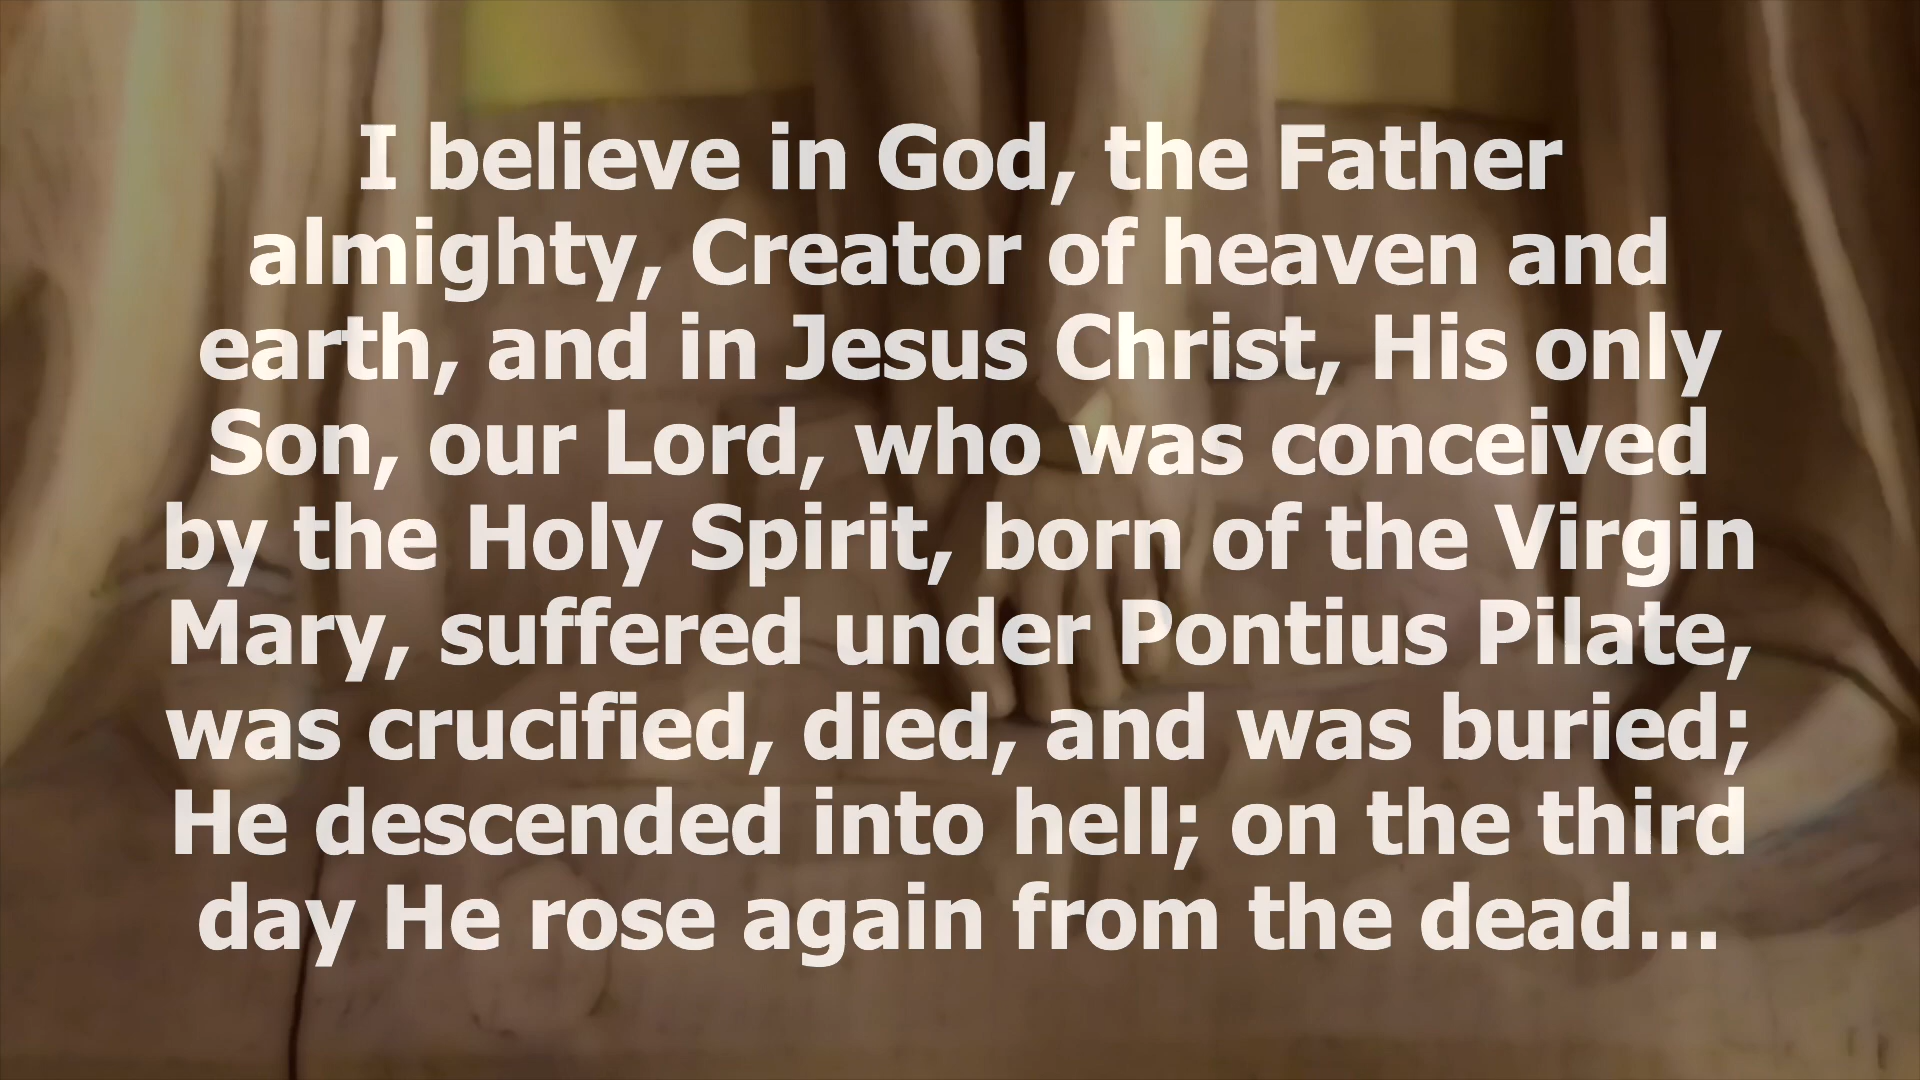 I believe in God, the Father
almighty, Creator of heaven and
earth, and in Jesus Christ, His only
Son, our Lord, who was conceived
by the Holy Spirit, born of the Virgin
Mary, suffered under Pontius Pilate,
was crucified, died, and was buried;
He descended into hell; on the third
day He rose again from the dead...